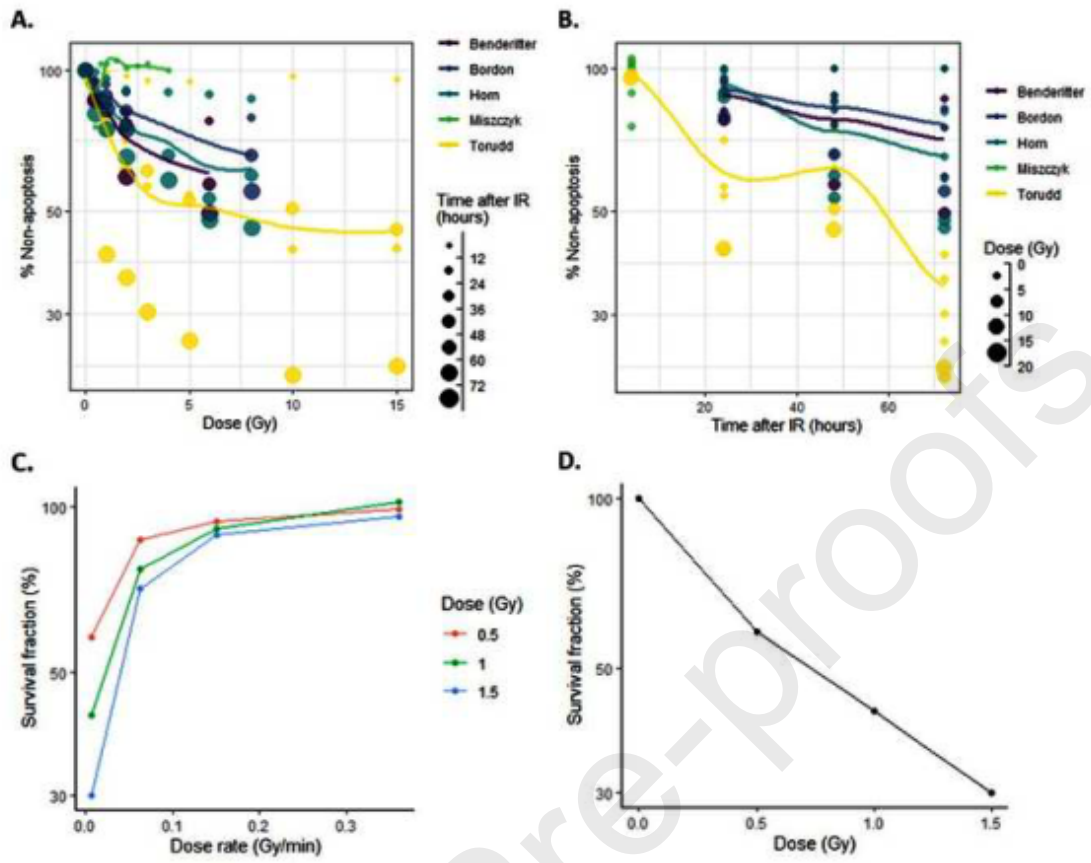 A.
% Non-apoptosis
100
50
30
0
5
10
15
Dose (Gy)
Benderitter
Bordon
Horn
Miszczyk
Torudd
Time after IR
(hours)
12
24
36
48
60
72
B.
% Non-apoptosis
100
50
30
20
40
60
Time after IR (hours)
Benderitter
Bordon
Horn
Miszczyk
Torudd
Dose (Gy)
0
5
10
15
20
C.
Survival fraction (%)
100
50
30
0.0
0.1
0.2
0.3
Dose rate (Gy/min)
Dose (Gy)
0.5
1
1.5
D.
Survival fraction (%)
100
50
30
0.0
0.5
1.0
1.5
Dose (Gy)
re-proofs